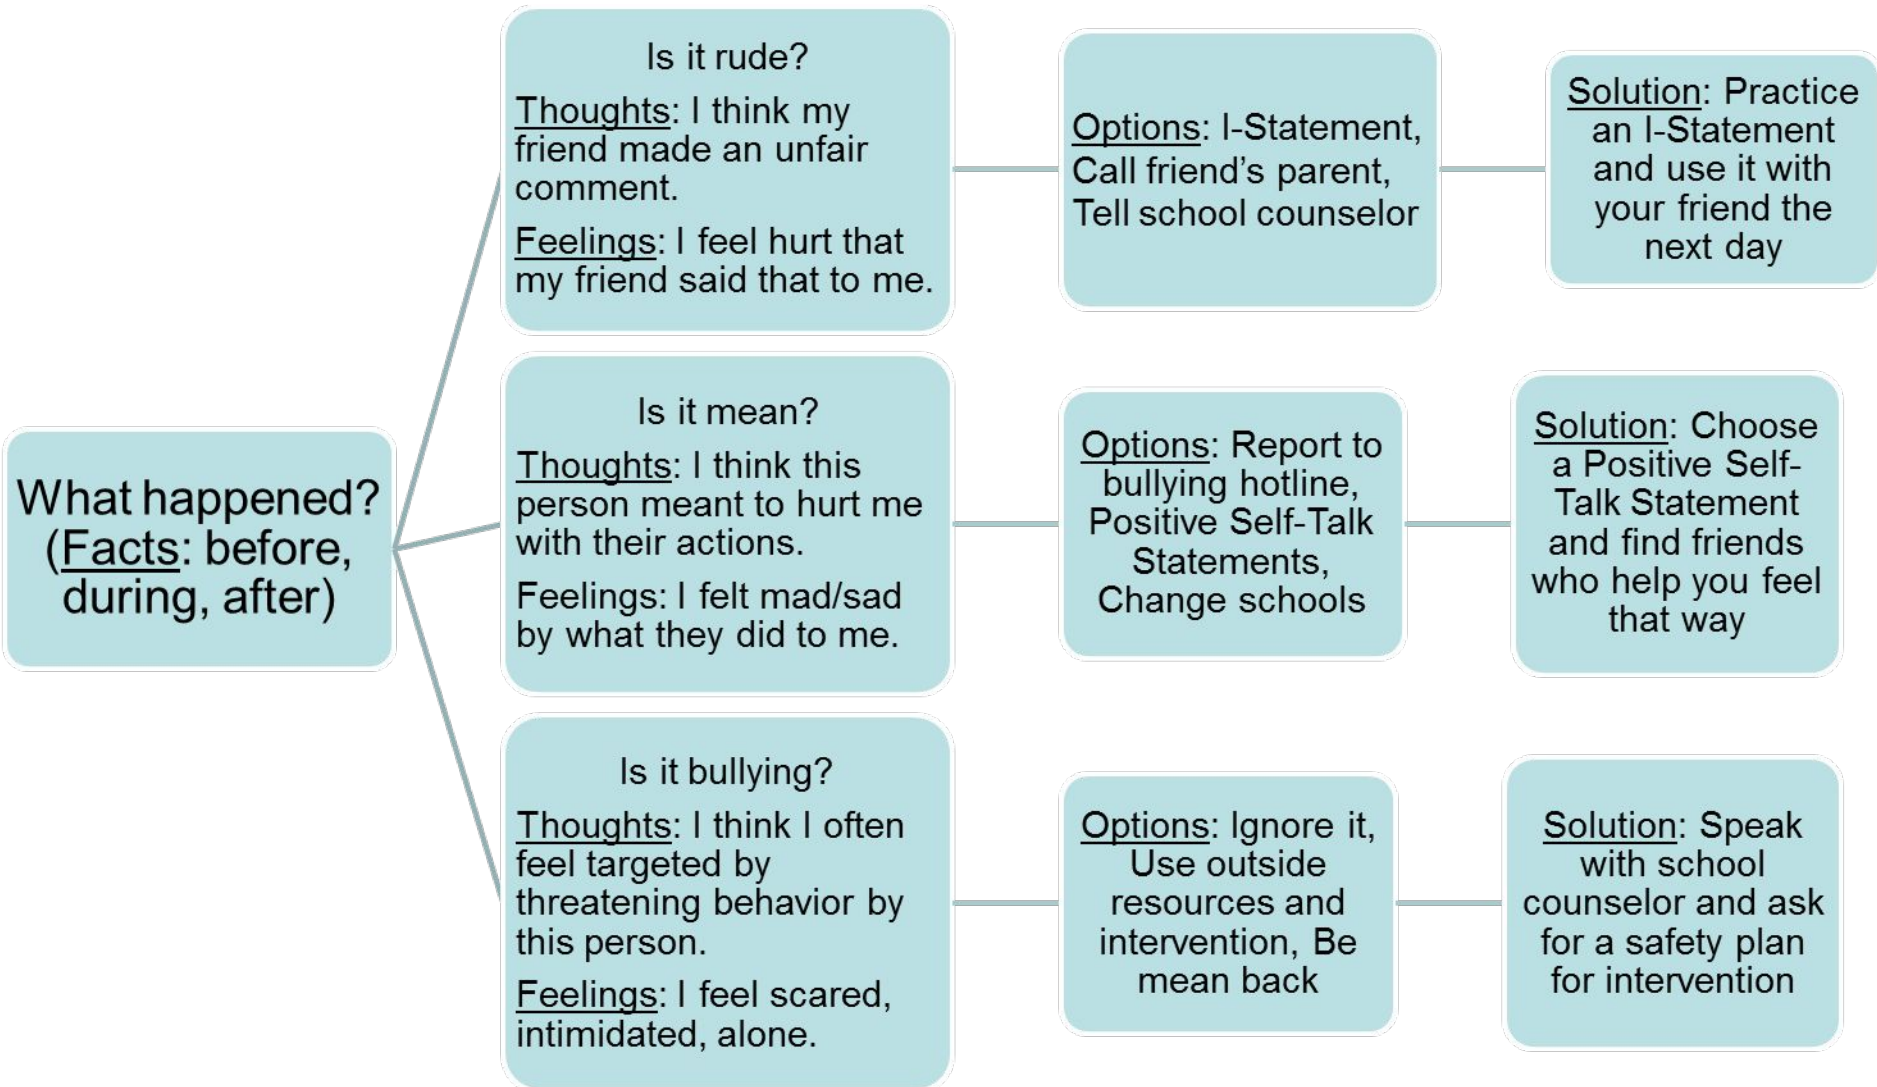 What happened?
(Facts: before,
during, after)
Is it rude?
Thoughts: I think my
friend made an unfair
comment.
Feelings: I feel hurt that
my friend said that to me.
Options: I-Statement,
Call friend’s parent,
Tell school counselor
Solution: Practice
an I-Statement
and use it with
your friend the
next day
Is it mean?
Thoughts: I think this
person meant to hurt me
with their actions.
Feelings: I felt mad/sad
by what they did to me.
Options: Report to
bullying hotline,
Positive Self-Talk
Statements,
Change schools
Solution: Choose
a Positive Self-
Talk Statement
and find friends
who help you feel
that way
Is it bullying?
Thoughts: I think I often
feel targeted by
threatening behavior by
this person.
Feelings: I feel scared,
intimidated, alone.
Options: Ignore it,
Use outside
resources and
intervention, Be
mean back
Solution: Speak
with school
counselor and ask
for a safety plan
for intervention